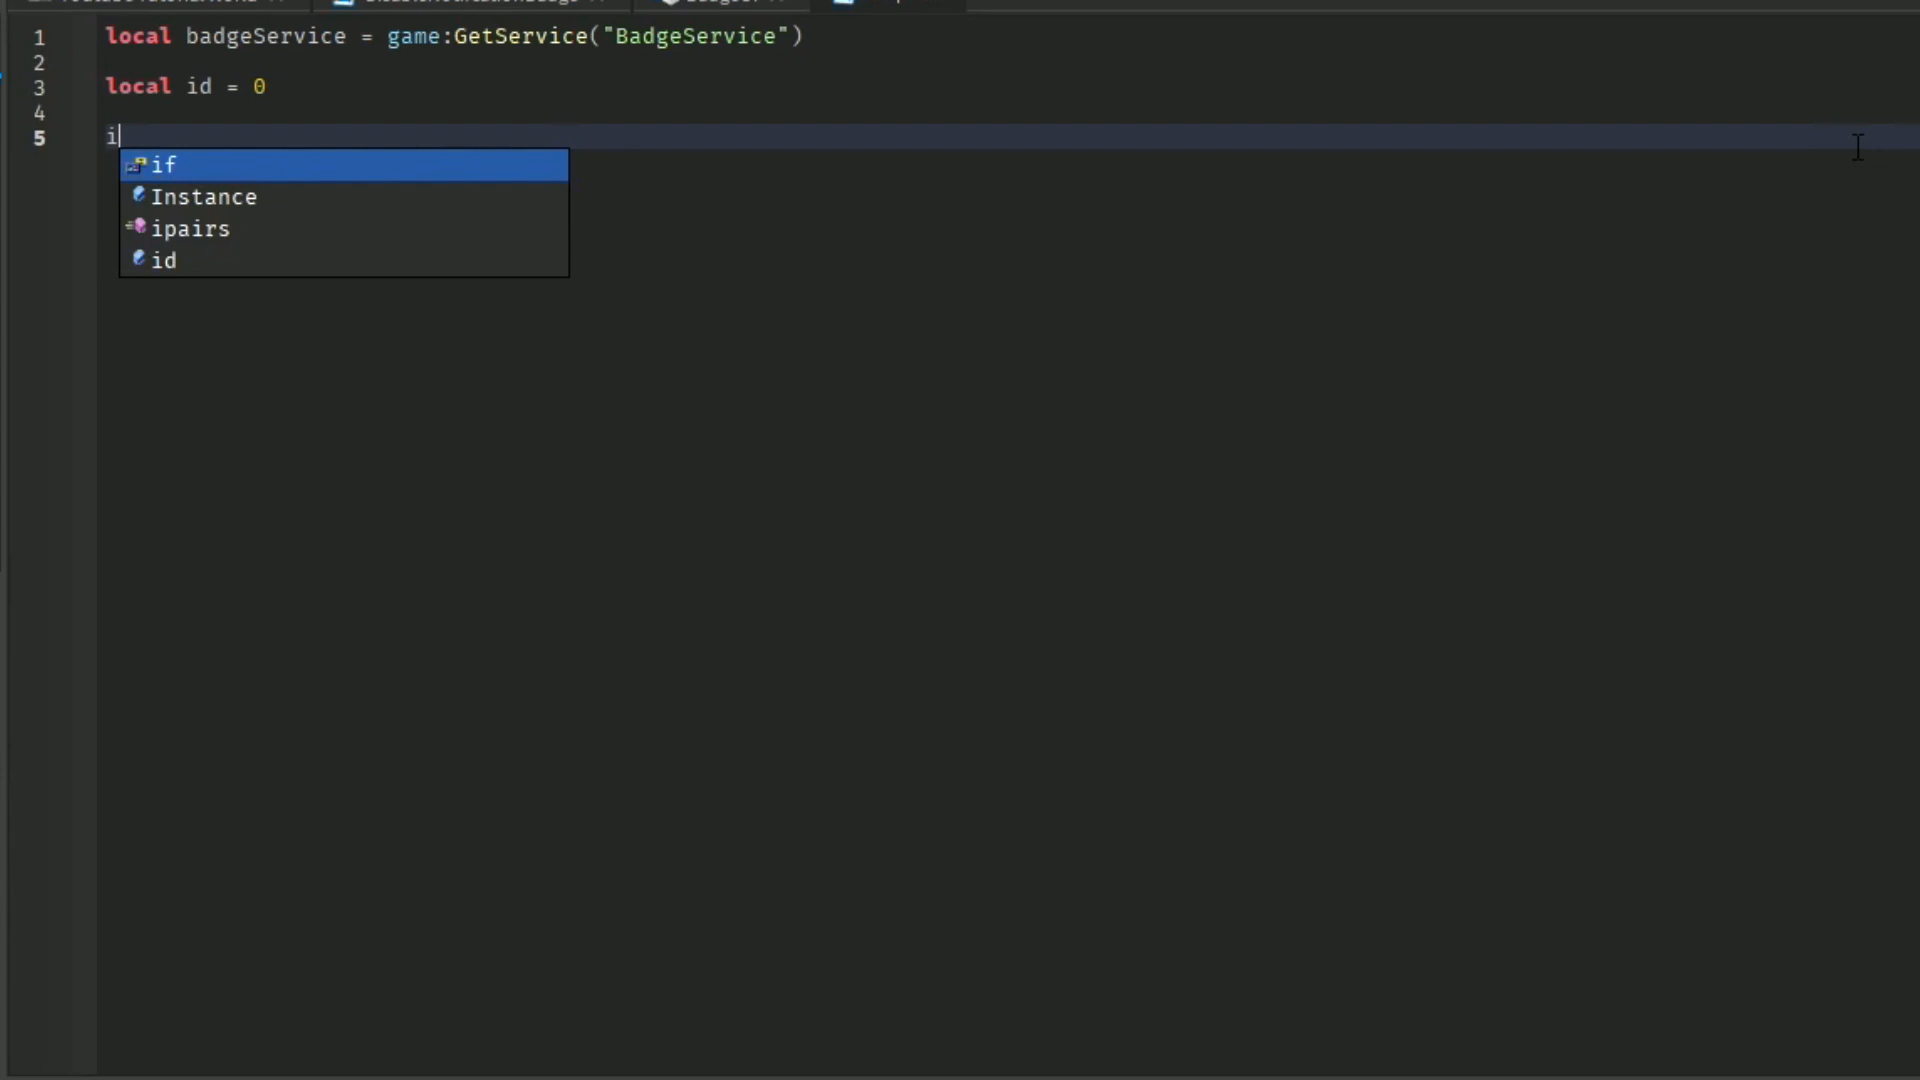 1 local badgeService = game:GetService("BadgeService")
2
3 local id = 0
4
5 i
if
Instance
ipairs
id